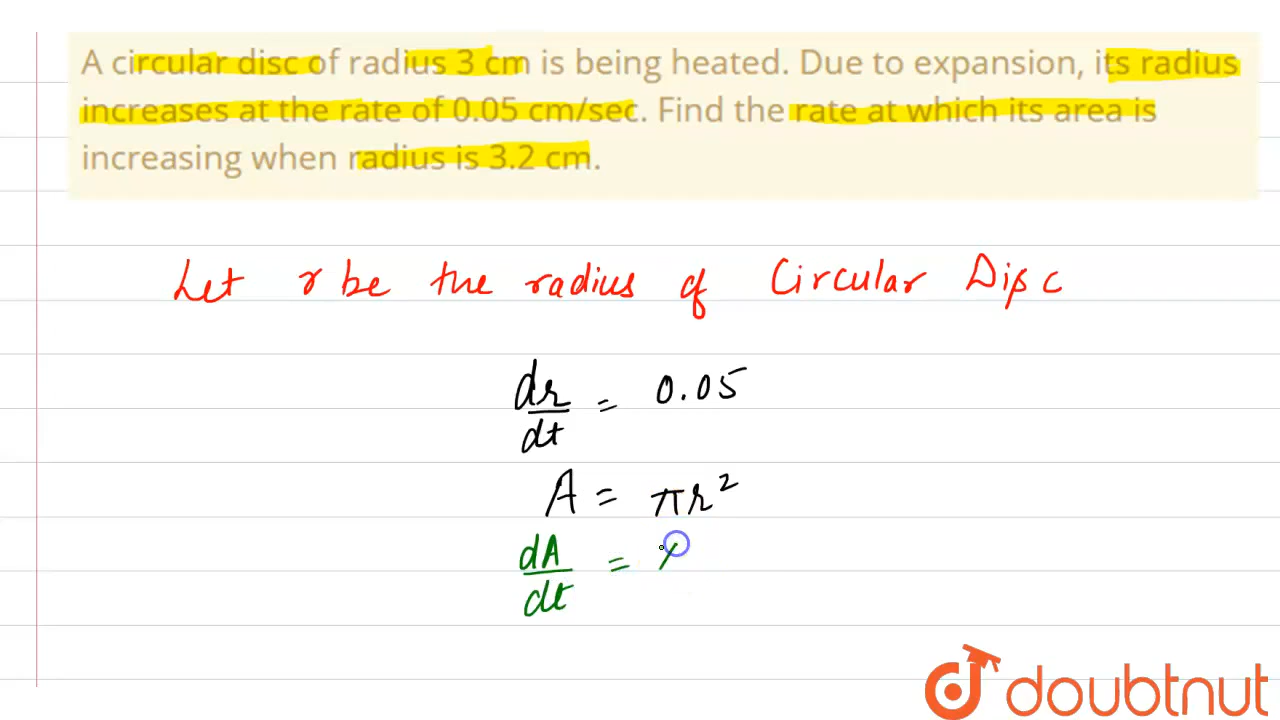 A circular disc of radius 3 cm is being heated. Due to expansion, its radius
increases at the rate of 0.05 cm/sec. Find the rate at which its area is
increasing when radius is 3.2 cm.
Let r be the radius of Circular Disc
dr/dt = 0.05
A = πr²
dA/dt =
doubtnut